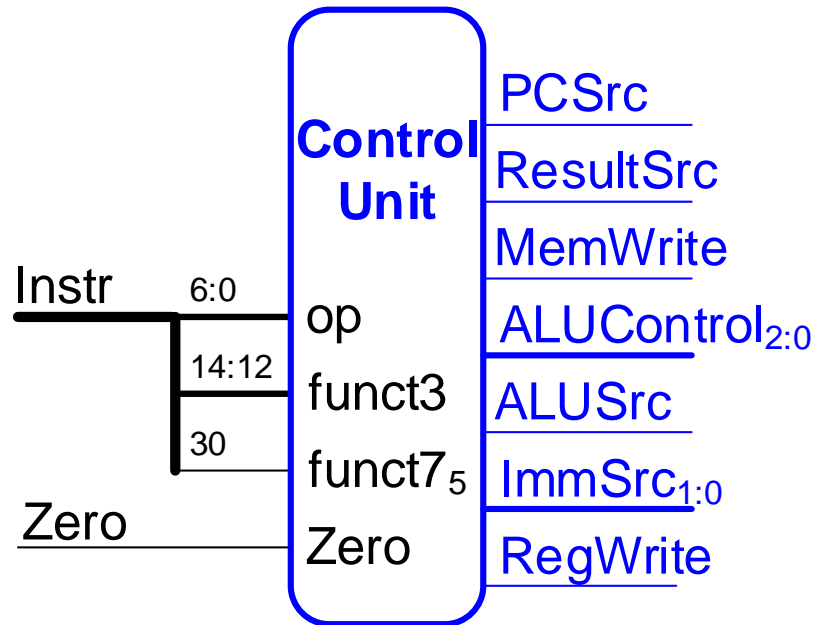 PCSrc
Control
Unit
ResultSrc
MemWrite
Instr
6:0
op
ALUControl2:0
14:12
funct3
ALUSrc
30
funct75
ImmSrc1:0
Zero
Zero
RegWrite